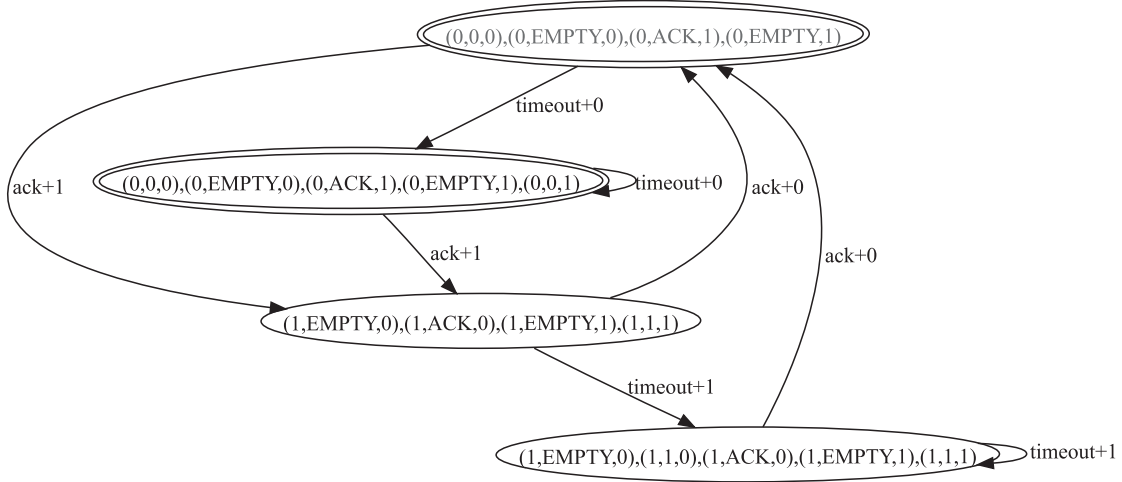 (0,0,0),(0,EMPTY,0),(0,ACK,1),(0,EMPTY,1)
timeout+0
(0,0,0),(0,EMPTY,0),(0,ACK,1),(0,EMPTY,1),(0,0,1)
timeout+0
ack+1
ack+0
ack+1
ack+0
(1,EMPTY,0),(1,ACK,0),(1,EMPTY,1),(1,1,1)
timeout+1
(1,EMPTY,0),(1,1,0),(1,ACK,0),(1,EMPTY,1),(1,1,1)
timeout+1